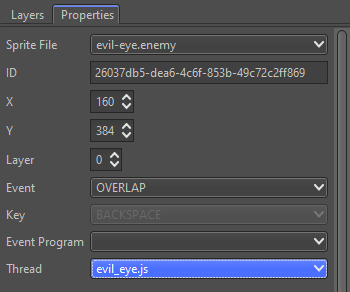 Layers Properties
Sprite File evil-eye.enemy
ID 26037db5-dea6-4c6f-853b-49c72c2ff869
X 160
Y 384
Layer 0
Event OVERLAP
Key BACKSPACE
Event Program
Thread evil_eye.js